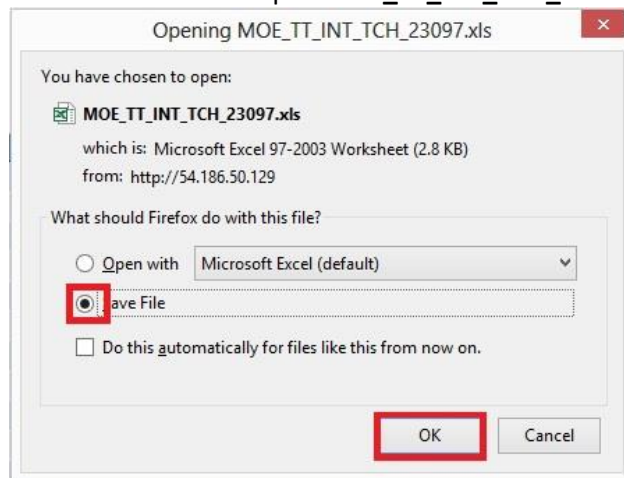 Opening MOE_TT_INT_TCH_23097.xls
You have chosen to open:
MOE_TT_INT_TCH_23097.xls
which is: Microsoft Excel 97-2003 Worksheet (2.8 KB)
from: http://54.186.50.129
What should Firefox do with this file?
Open with Microsoft Excel (default)
ave File
Do this automatically for files like this from now on.
OK Cancel